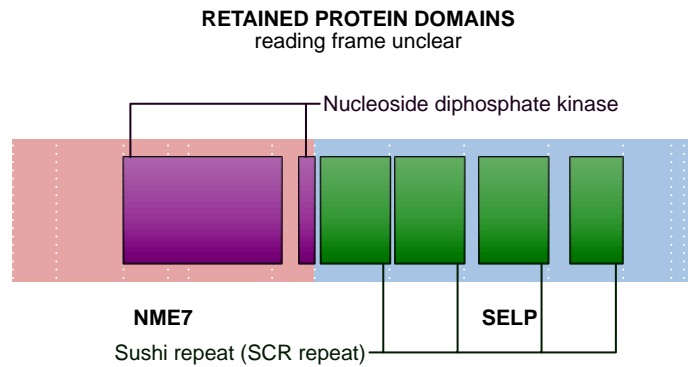 RETAINED PROTEIN DOMAINS
reading frame unclear
Nucleoside diphosphate kinase
NME7 SELP
Sushi repeat (SCR repeat)